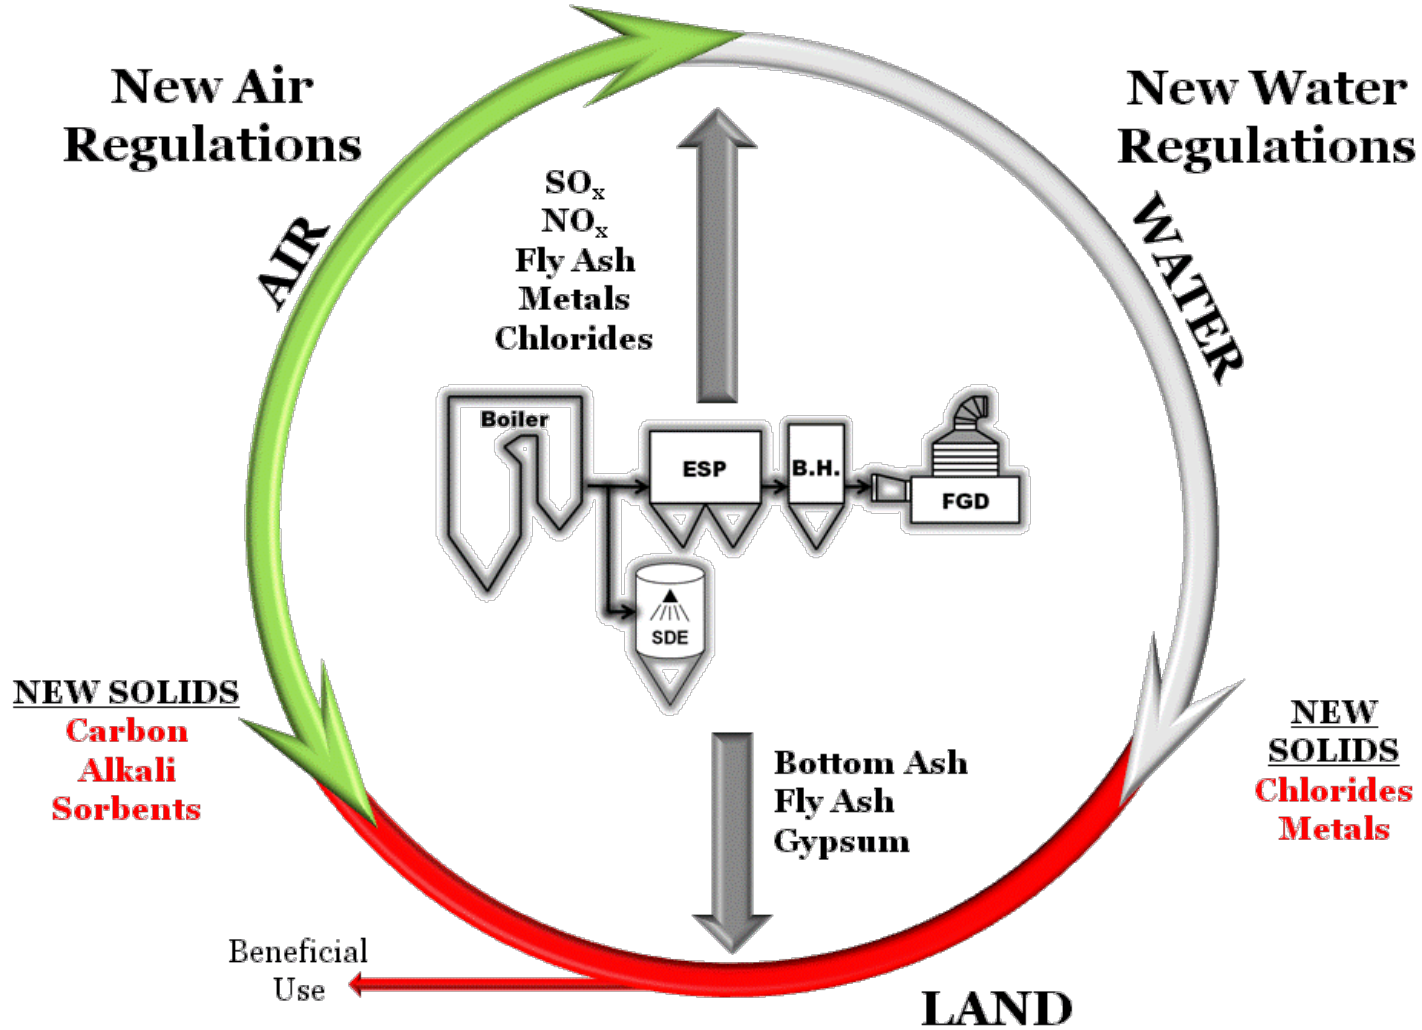 New Air
Regulations
New Water
Regulations
AIR
WATER
SOx
NOx
Fly Ash
Metals
Chlorides
Boiler
ESP
B.H.
FGD
SDE
NEW SOLIDS
Carbon
Alkali
Sorbents
NEW
SOLIDS
Chlorides
Metals
Bottom Ash
Fly Ash
Gypsum
Beneficial
Use
LAND